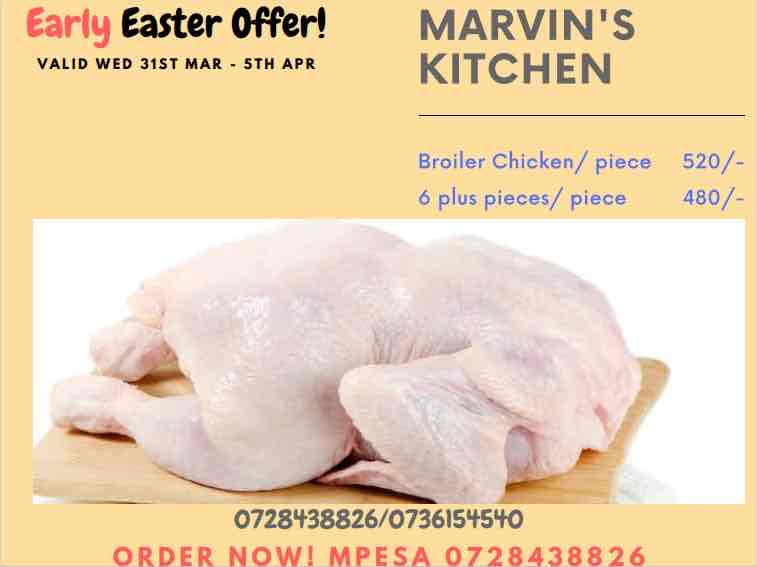 Early Easter Offer!
VALID WED 31ST MAR - 5TH APR
MARVIN'S
KITCHEN
Broiler Chicken/ piece 520/-
6 plus pieces/ piece 480/-
0728438826/0736154540
ORDER NOW! MPESA 0728438826